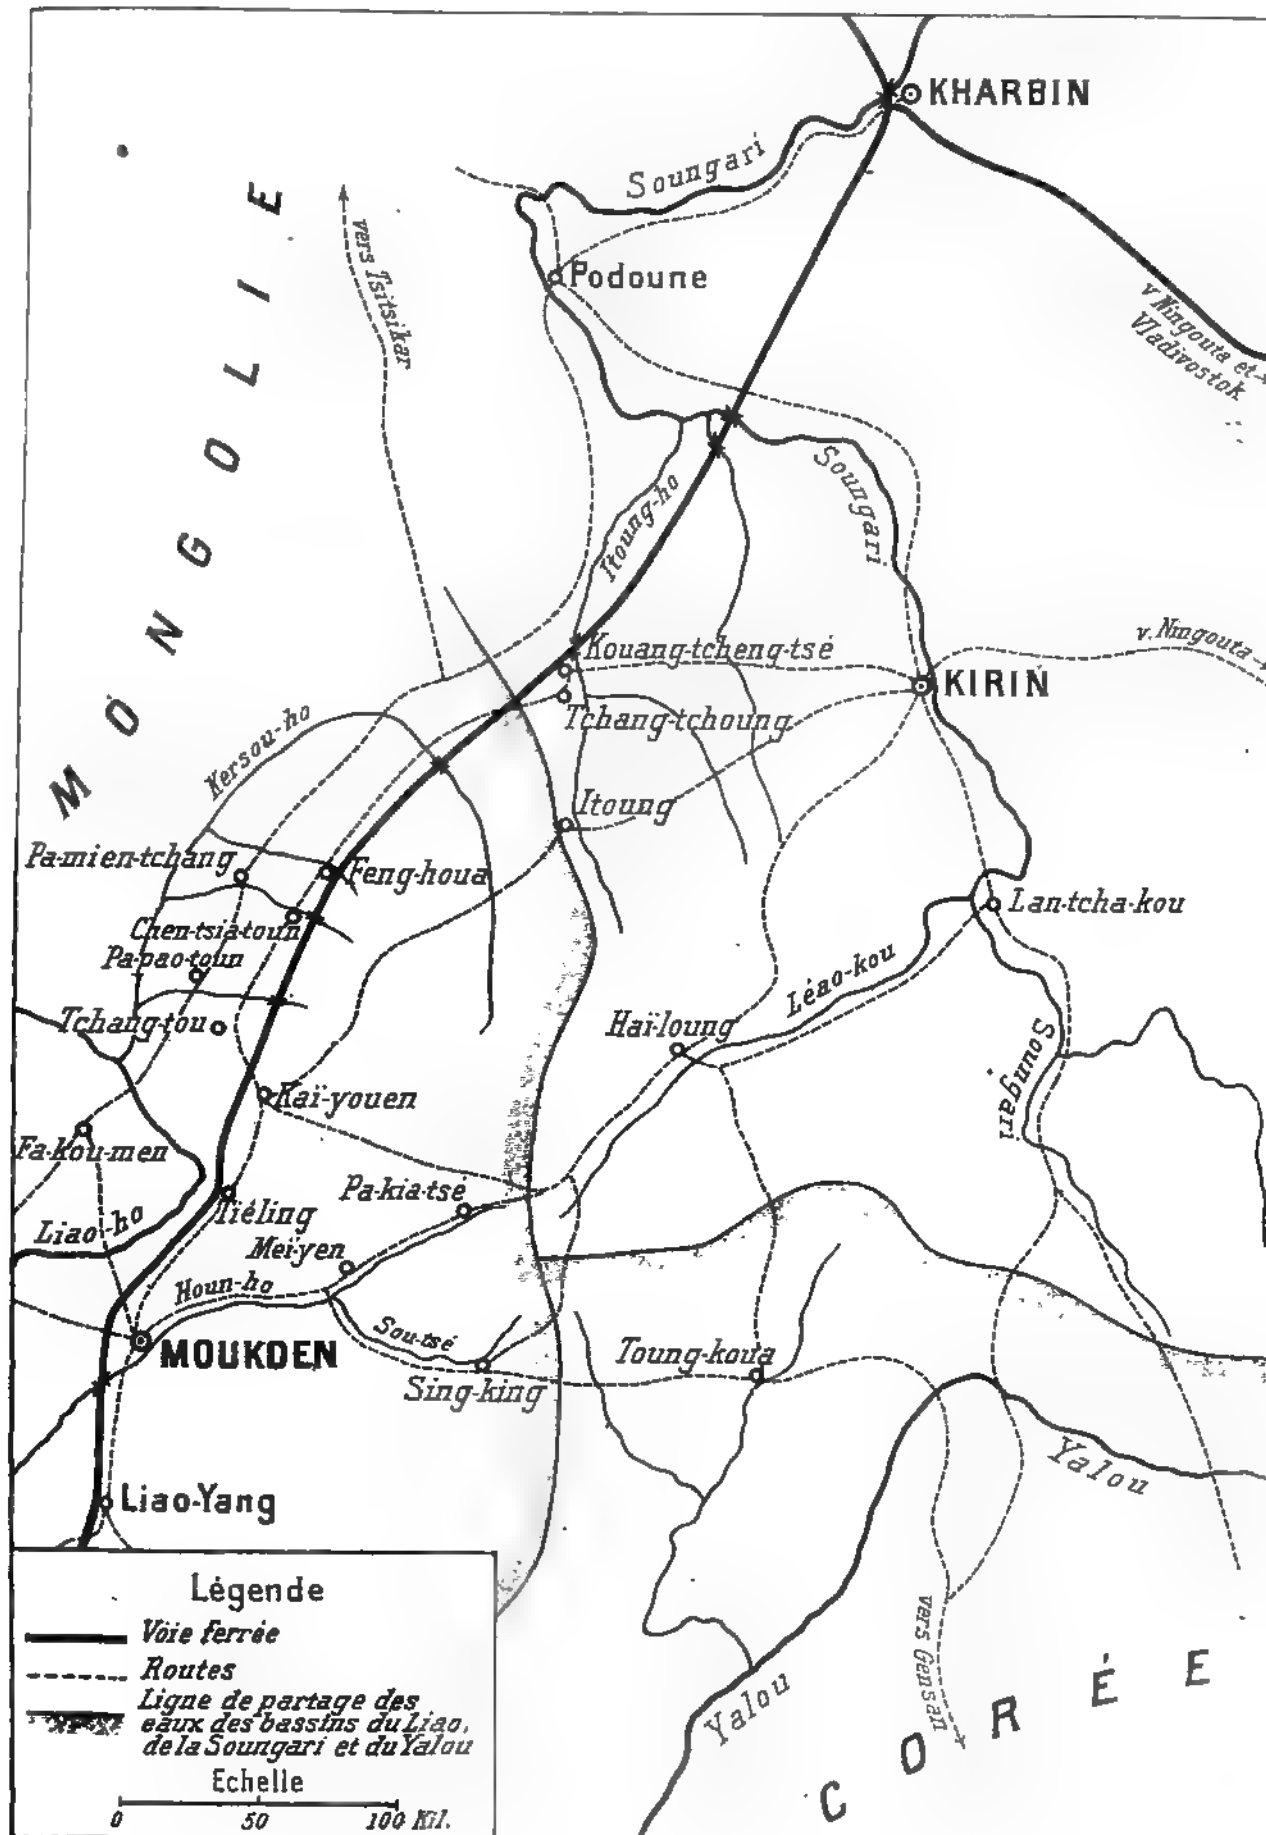 KHARBIN
Soungari
MONGOLIE
vers Tsitsikar
Podoune
v Ningouta et
Vladivostok
Soungari
Itoung-ho
Kouang-tcheng-tsé
v. Ningouta
KIRIN
Tchang-tchoung
Kersou-ho
Itoung
Pa-mien-tchang
Feng-houa
Lan-tcha-kou
Chen-tsia-toun
Pa-pao-toun
Léao-kou
Tchang-tou
Haï-loung
Soungari
Kaï-youen
Fa-kou-men
Pa-kia-tsé
Tiéling
Liao-ho
Meï-yen
Houn-ho
Sou-tsé
MOUKDEN
Toung-koua
Sing-king
Yalou
Liao-Yang
Légende
Voie ferrée
Routes
Ligne de partage des
eaux des bassins du Liao,
de la Soungari et du Yalou
Echelle
0 50 100 Kil.
Yalou
vers Gensan
CORÉE